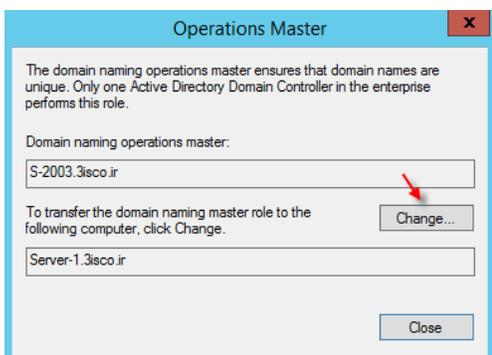 Operations Master
x
The domain naming operations master ensures that domain names are
unique. Only one Active Directory Domain Controller in the enterprise
performs this role.
Domain naming operations master:
S-2003.3isco.ir
To transfer the domain naming master role to the
following computer, click Change.
Change...
Server-1.3isco.ir
Close